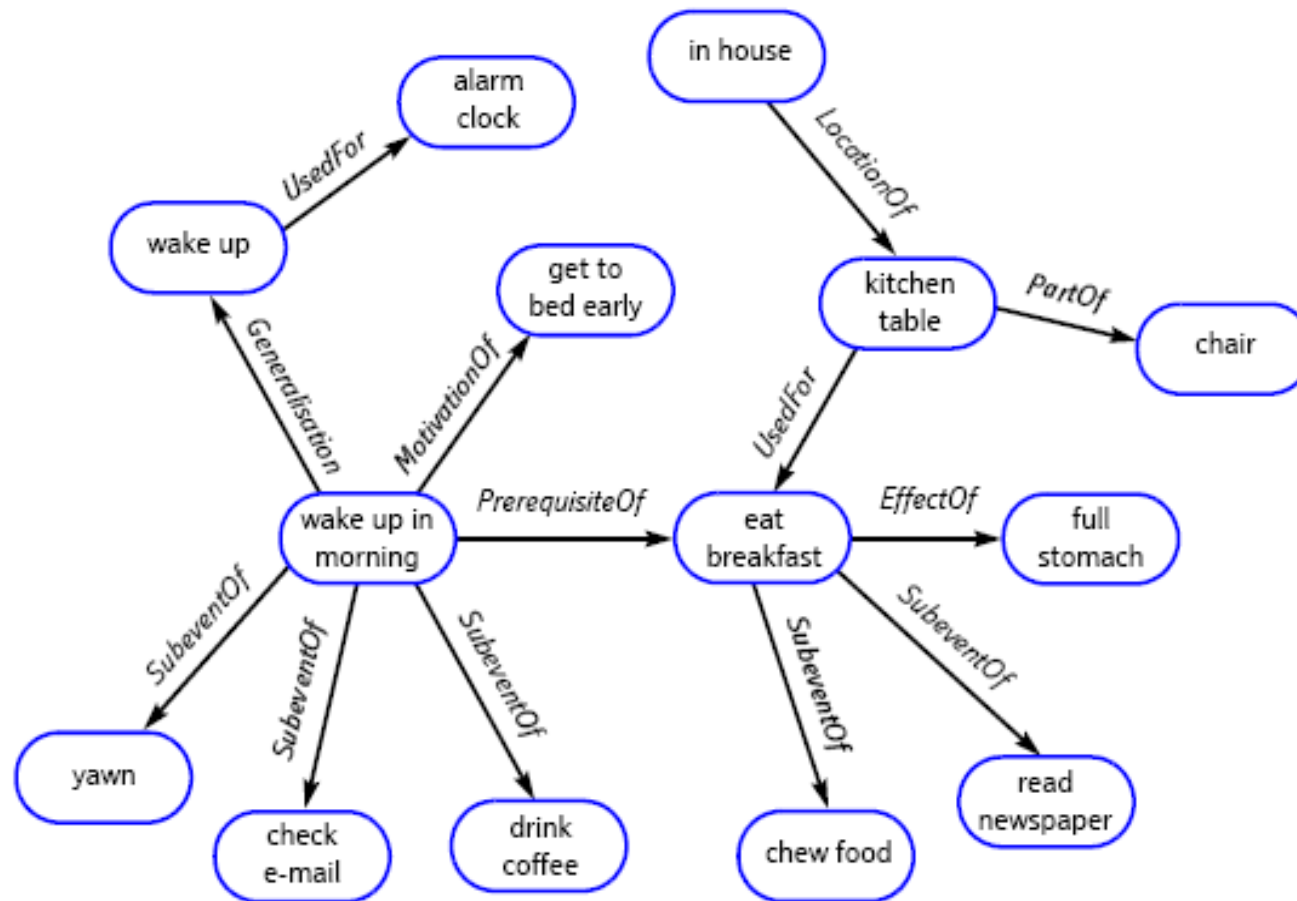 in house
alarm
clock
LocationOf
UsedFor
wake up
get to
bed early
kitchen
table
PartOf
chair
Generalisation
MotivationOf
UsedFor
wake up in
morning
PrerequisiteOf
eat
breakfast
EffectOf
full
stomach
SubeventOf
SubeventOf
SubeventOf
SubeventOf
SubeventOf
yawn
check
e-mail
drink
coffee
chew food
read
newspaper